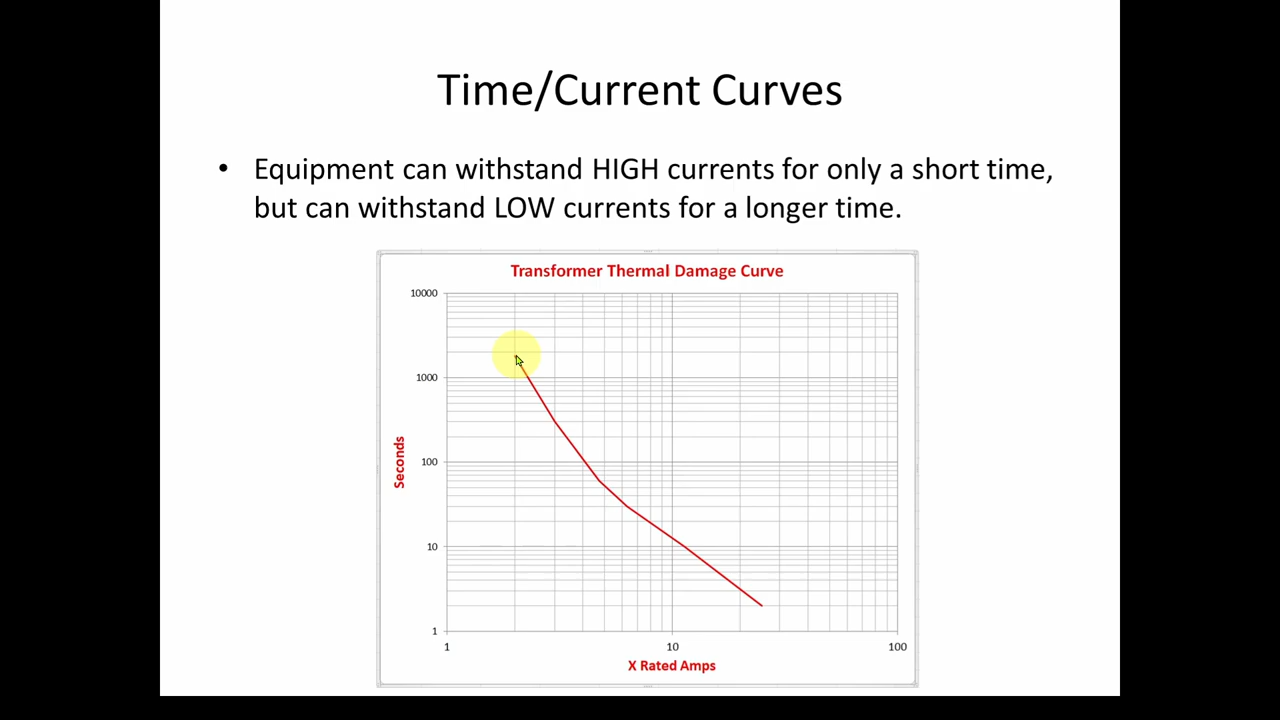 Time/Current Curves
• Equipment can withstand HIGH currents for only a short time,
but can withstand LOW currents for a longer time.
Transformer Thermal Damage Curve
10000
1000
100
10
1
Seconds
1 10 100
X Rated Amps